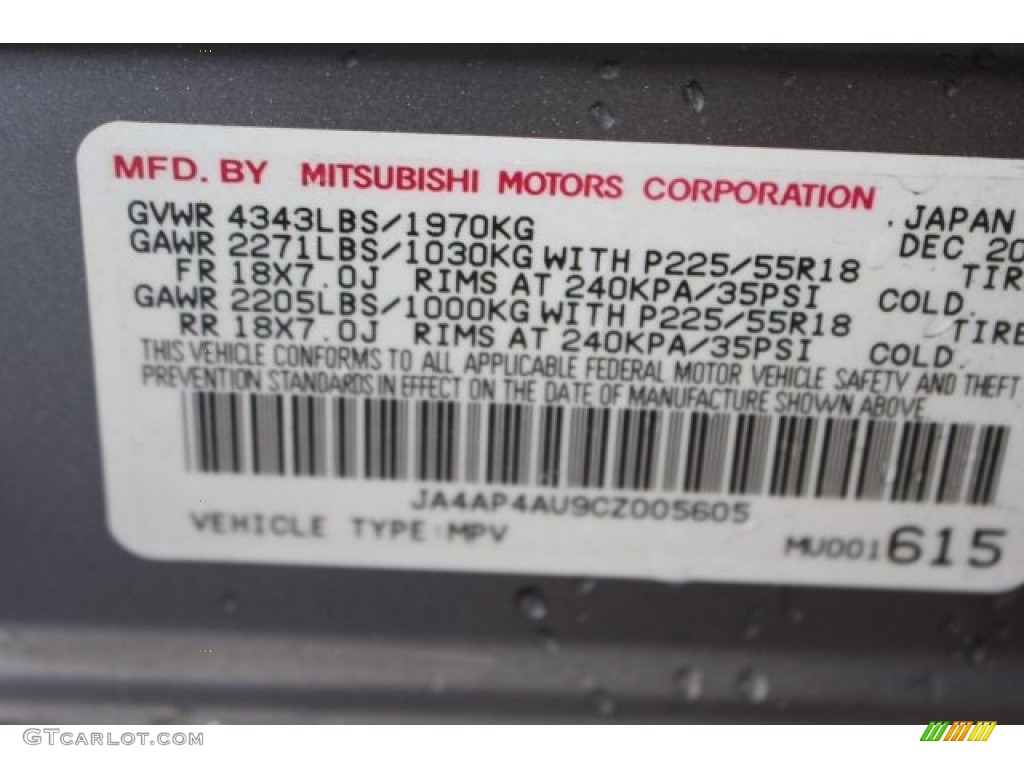 MFD. BY MITSUBISHI MOTORS CORPORATION
GVWR 4343LBS/1970KG . JAPAN
GAWR 2271LBS/1030KG WITH P225/55R18 DEC 20
FR 18X7.0J RIMS AT 240KPA/35PSI TIR
GAWR 2205LBS/1000KG WITH P225/55R18 COLD.
RR 18X7.0J RIMS AT 240KPA/35PSI TIRE
COLD.
THIS VEHICLE CONFORMS TO ALL APPLICABLE FEDERAL MOTOR VEHICLE SAFETY AND THEFT
PREVENTION STANDARDS IN EFFECT ON THE DATE OF MANUFACTURE SHOWN ABOVE.
JA4AP4AU9CZ005605
VEHICLE TYPE:MPV MU001615
GTCARLOT.COM